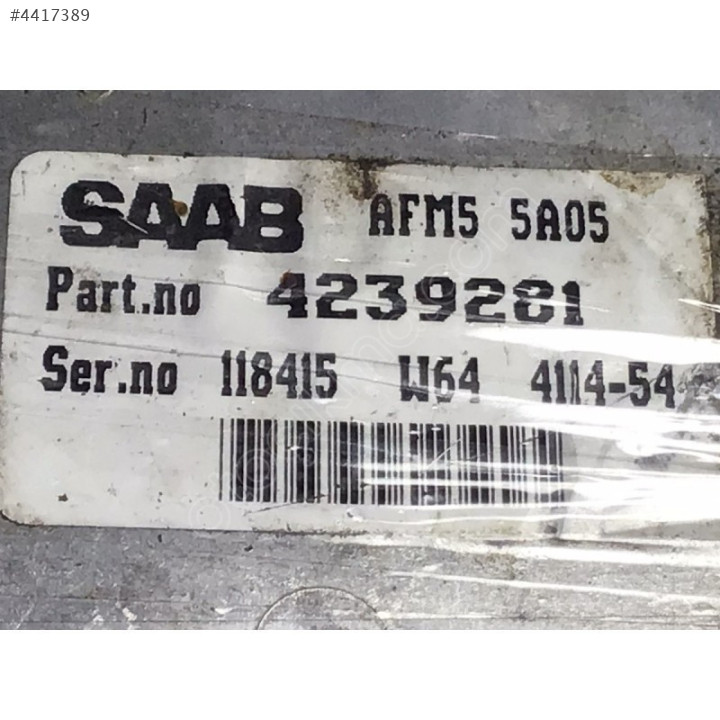 #4417389
SAAB AFM5 5A05
Part.no 4239281
Ser.no 118415 W64 4114-54